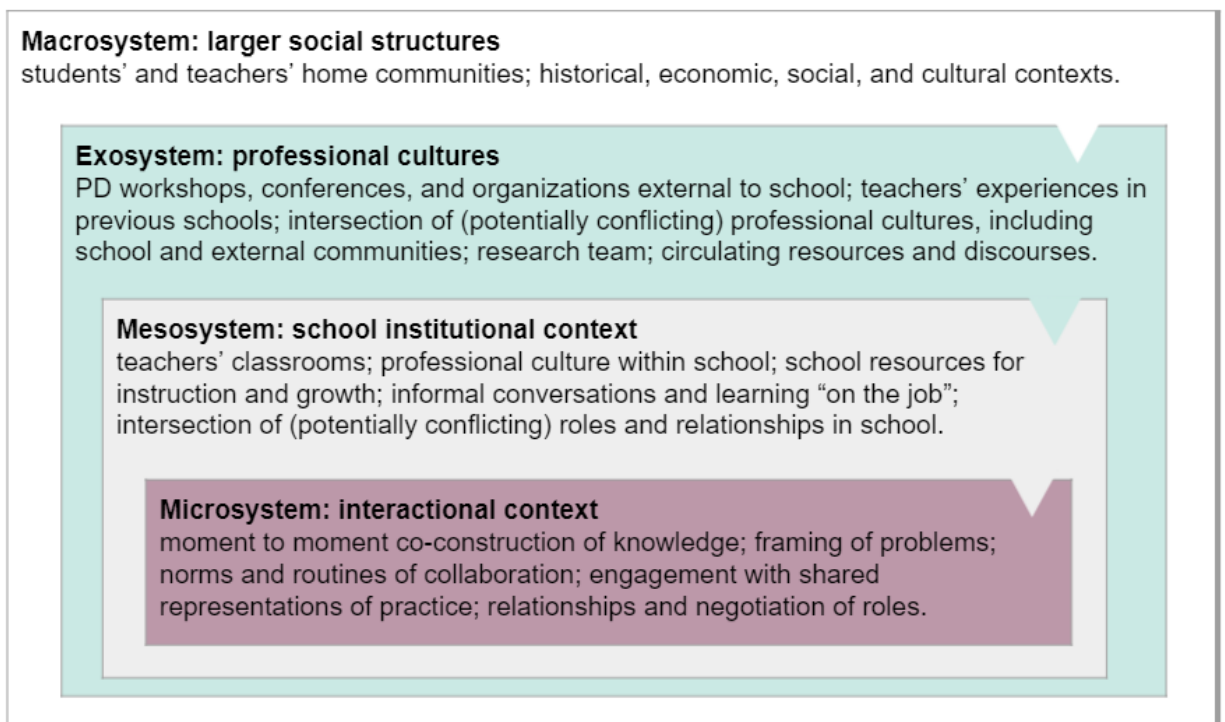 Macrosystem: larger social structures
students’ and teachers’ home communities; historical, economic, social, and cultural contexts.
Exosystem: professional cultures
PD workshops, conferences, and organizations external to school; teachers’ experiences in
previous schools; intersection of (potentially conflicting) professional cultures, including
school and external communities; research team; circulating resources and discourses.
Mesosystem: school institutional context
teachers’ classrooms; professional culture within school; school resources for
instruction and growth; informal conversations and learning “on the job”;
intersection of (potentially conflicting) roles and relationships in school.
Microsystem: interactional context
moment to moment co-construction of knowledge; framing of problems;
norms and routines of collaboration; engagement with shared
representations of practice; relationships and negotiation of roles.